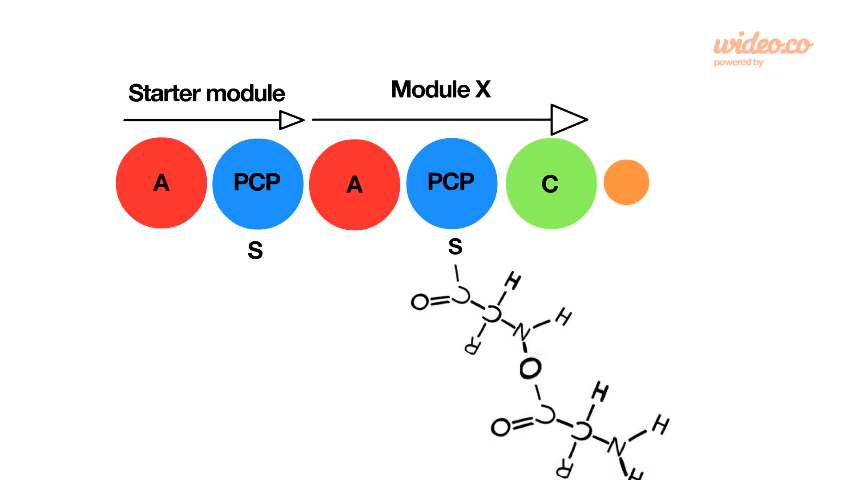 wideo.co
powered by
Starter module
Module X
A PCP A PCP C
S S
H
O=C
C
H
R
N
O
H
O=C
C
H
R
N
H